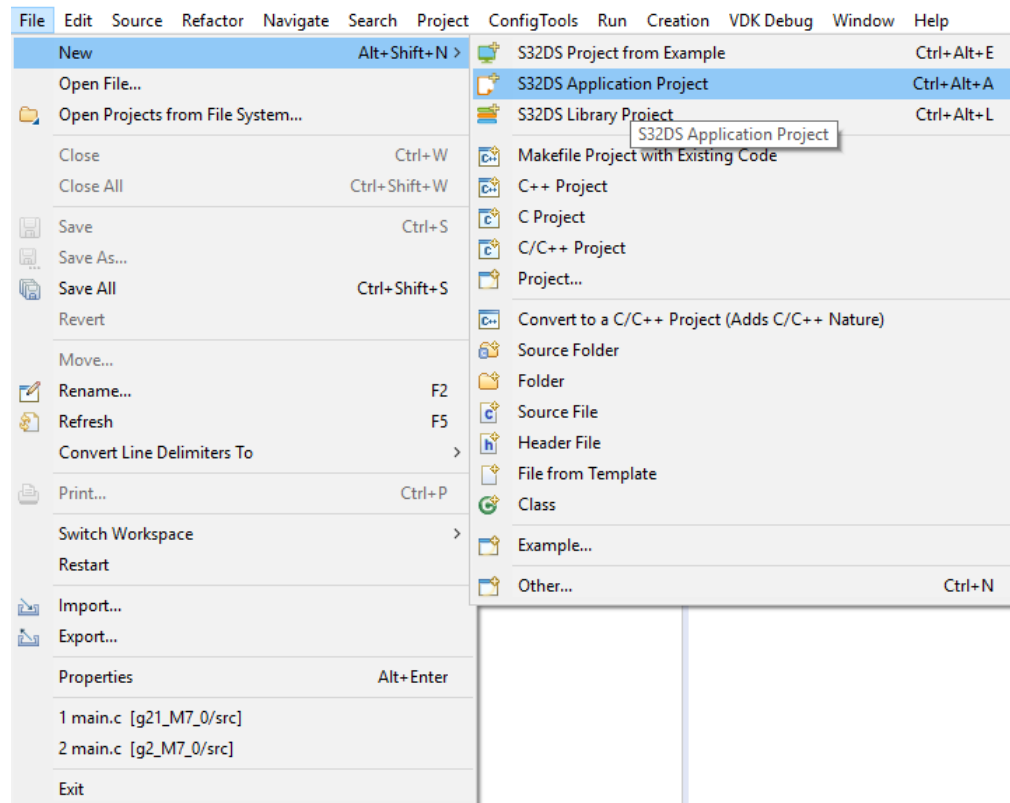 File Edit Source Refactor Navigate Search Project ConfigTools Run Creation VDK Debug Window Help
New Alt+Shift+N >
Open File...
Open Projects from File System...
Close Ctrl+W
Close All Ctrl+Shift+W
Save Ctrl+S
Save As...
Save All Ctrl+Shift+S
Revert
Move...
Rename... F2
Refresh F5
Convert Line Delimiters To >
Print... Ctrl+P
Switch Workspace >
Restart
Import...
Export...
Properties Alt+Enter
1 main.c [g21_M7_0/src]
2 main.c [g2_M7_0/src]
Exit
S32DS Project from Example Ctrl+Alt+E
S32DS Application Project Ctrl+Alt+A
S32DS Library Project Ctrl+Alt+L
S32DS Application Project
Makefile Project with Existing Code
C++ Project
C Project
C/C++ Project
Project...
Convert to a C/C++ Project (Adds C/C++ Nature)
Source Folder
Folder
Source File
Header File
File from Template
Class
Example...
Other... Ctrl+N